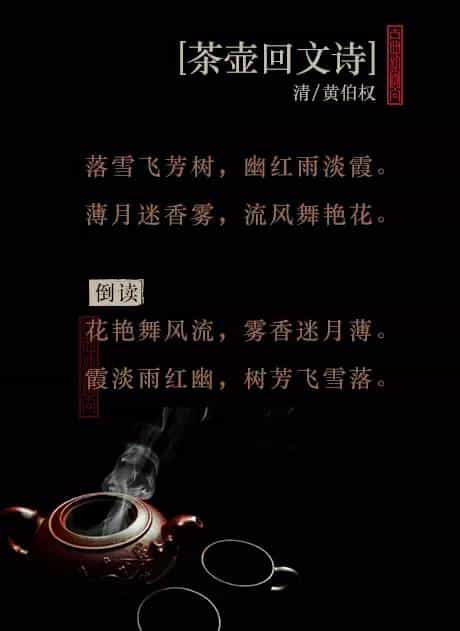 [茶壶回文诗]
清/黄伯权
落雪飞芳树，幽红雨淡霞。
薄月迷香雾，流风舞艳花。
倒读
花艳舞风流，雾香迷月薄。
霞淡雨红幽，树芳飞雪落。